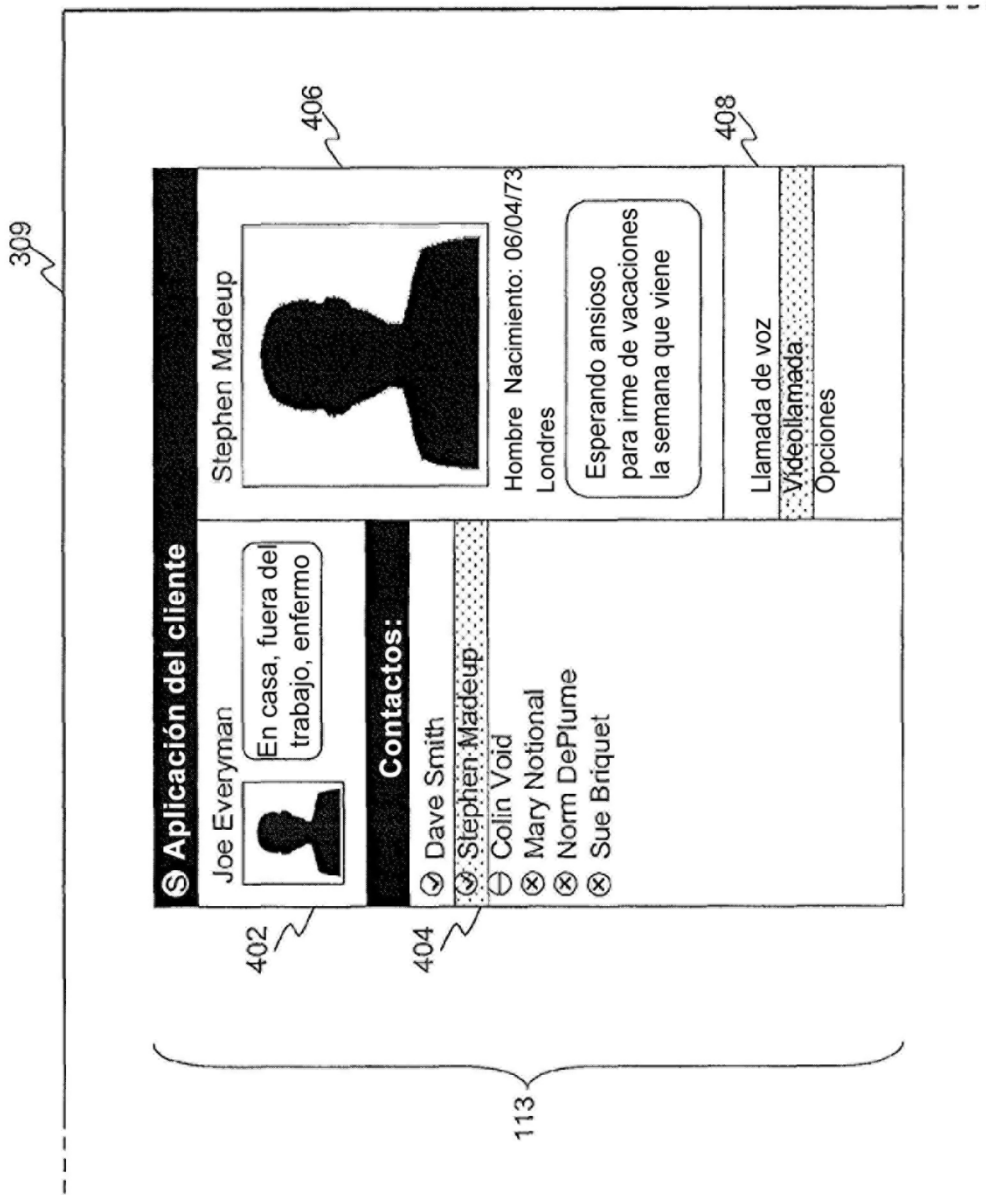 309
Ⓢ Aplicación del cliente
Joe Everyman
En casa, fuera del
trabajo, enfermo
402
Contactos:
Dave Smith
Stephen Madeup
Colin Void
Mary Notional
Norm DePlume
Sue Briquet
404
Stephen Madeup
406
Hombre Nacimiento: 06/04/73
Londres
Esperando ansioso
para irme de vacaciones
la semana que viene
408
Llamada de voz
Vídeollamada
Opciones
113